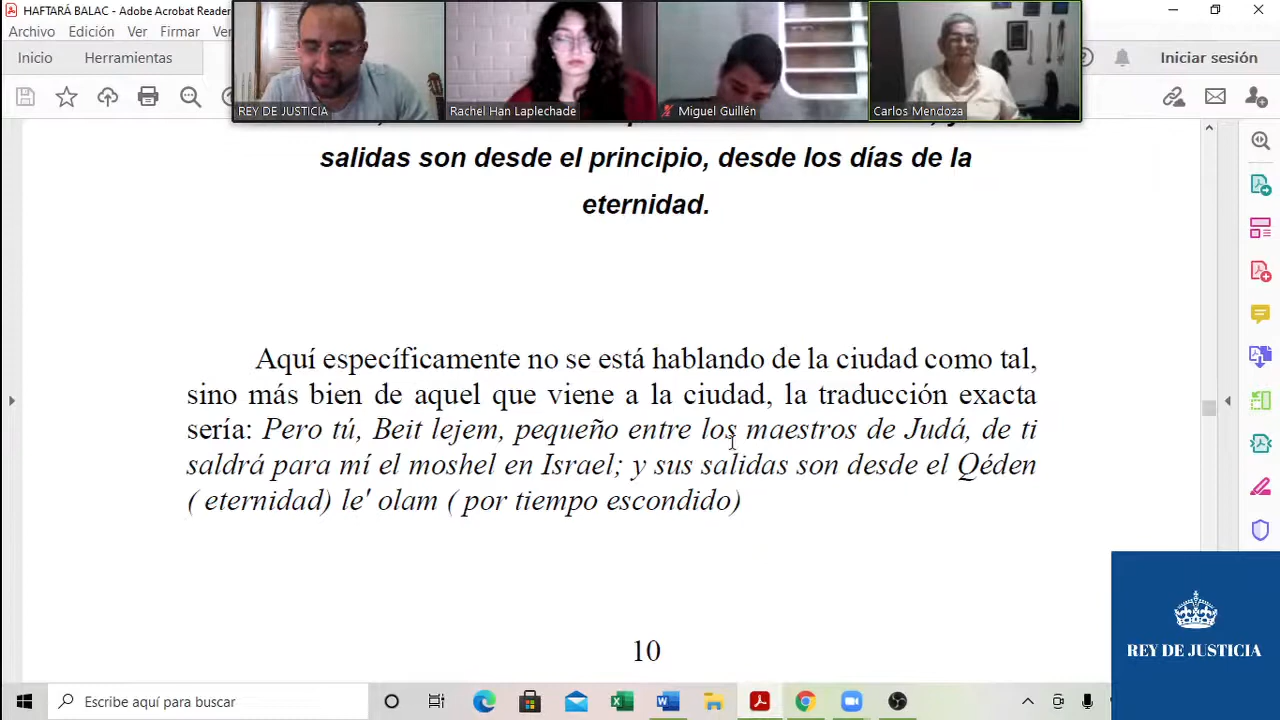 HAFTARÁ BALAC - Adobe Acrobat Reader
Archivo Edición Ver Firmar
Inicio Herramientas
Iniciar sesión
REY DE JUSTICIA
Rachel Han Laplechade
Miguel Guillén
Carlos Mendoza
salidas son desde el principio, desde los días de la
eternidad.
Aquí específicamente no se está hablando de la ciudad como tal,
sino más bien de aquel que viene a la ciudad, la traducción exacta
sería: Pero tú, Beit lejem, pequeño entre los maestros de Judá, de ti
saldrá para mí el moshel en Israel; y sus salidas son desde el Qéden
( eternidad) le' olam ( por tiempo escondido)
10
REY DE JUSTICIA
Escribe aquí para buscar